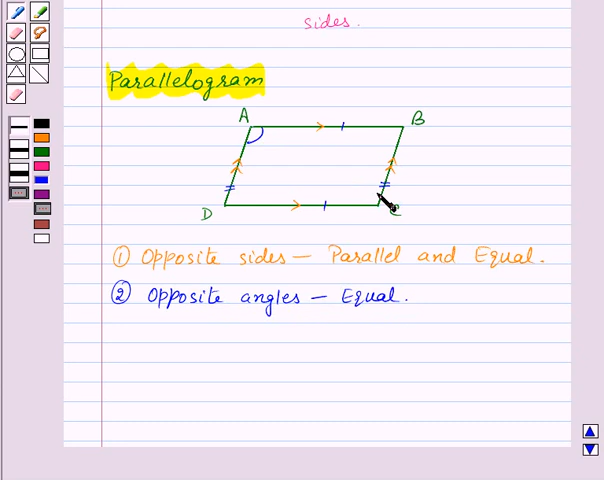 sides.
Parallelogram
A B
D C
① Opposite sides — Parallel and Equal.
② Opposite angles — Equal.